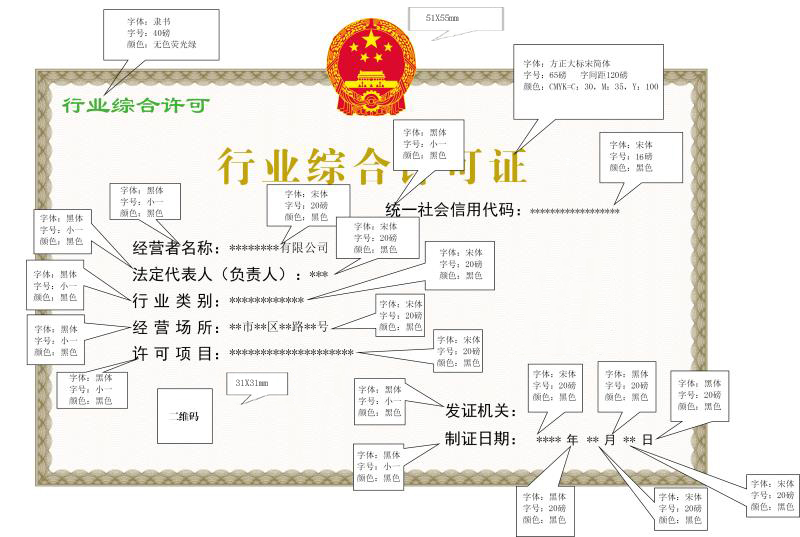 字体：隶书
字号：40磅
颜色：无色荧光绿
51X55mm
字体：方正大标宋简体
字号：65磅 字间距120磅
颜色：CMYK=C：30，M：35，Y：100
行业综合许可
字体：黑体
字号：小一
颜色：黑色
字体：宋体
字号：16磅
颜色：黑色
行业综合许可证
字体：黑体
字号：小一
颜色：黑色
字体：宋体
字号：20磅
颜色：黑色
统一社会信用代码：*****************
字体：黑体
字号：小一
颜色：黑色
字体：宋体
字号：20磅
颜色：黑色
经营者名称：********有限公司
字体：宋体
字号：20磅
颜色：黑色
法定代表人（负责人）：***
字体：黑体
字号：小一
颜色：黑色
行业类别：************
字体：宋体
字号：20磅
颜色：黑色
字体：黑体
字号：小一
颜色：黑色
经营场所：**市**区**路**号
字体：宋体
字号：20磅
颜色：黑色
许可项目：********************
字体：黑体
字号：小一
颜色：黑色
31X31mm
二维码
字体：黑体
字号：小一
颜色：黑色
字体：宋体
字号：20磅
颜色：黑色
字体：黑体
字号：20磅
颜色：黑色
字体：黑体
字号：20磅
颜色：黑色
发证机关：
制证日期： **** 年 ** 月 ** 日
字体：黑体
字号：小一
颜色：黑色
字体：黑体
字号：20磅
颜色：黑色
字体：宋体
字号：20磅
颜色：黑色
字体：宋体
字号：20磅
颜色：黑色